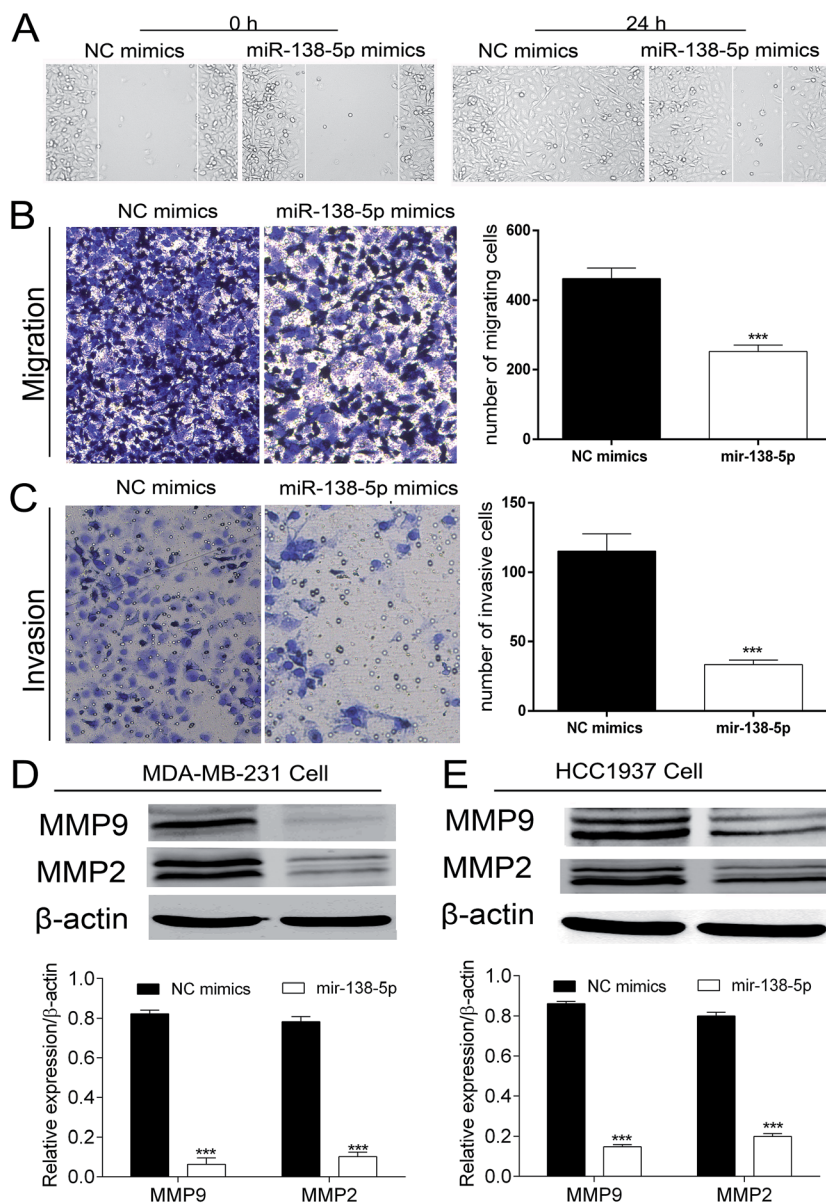 A
0 h
24 h
NC mimics
miR-138-5p mimics
NC mimics
miR-138-5p mimics
B
NC mimics
miR-138-5p mimics
Migration
number of migrating cells
600
400
200
0
***
NC mimics
mir-138-5p
C
NC mimics
miR-138-5p mimics
Invasion
number of invasive cells
150
100
50
0
***
NC mimics
mir-138-5p
D
MDA-MB-231 Cell
MMP9
MMP2
β-actin
Relative expression/β-actin
1.0
0.8
0.6
0.4
0.2
0.0
NC mimics
mir-138-5p
***
***
MMP9
MMP2
E
HCC1937 Cell
MMP9
MMP2
β-actin
Relative expression/β-actin
1.0
0.8
0.6
0.4
0.2
0.0
NC mimics
mir-138-5p
***
***
MMP9
MMP2